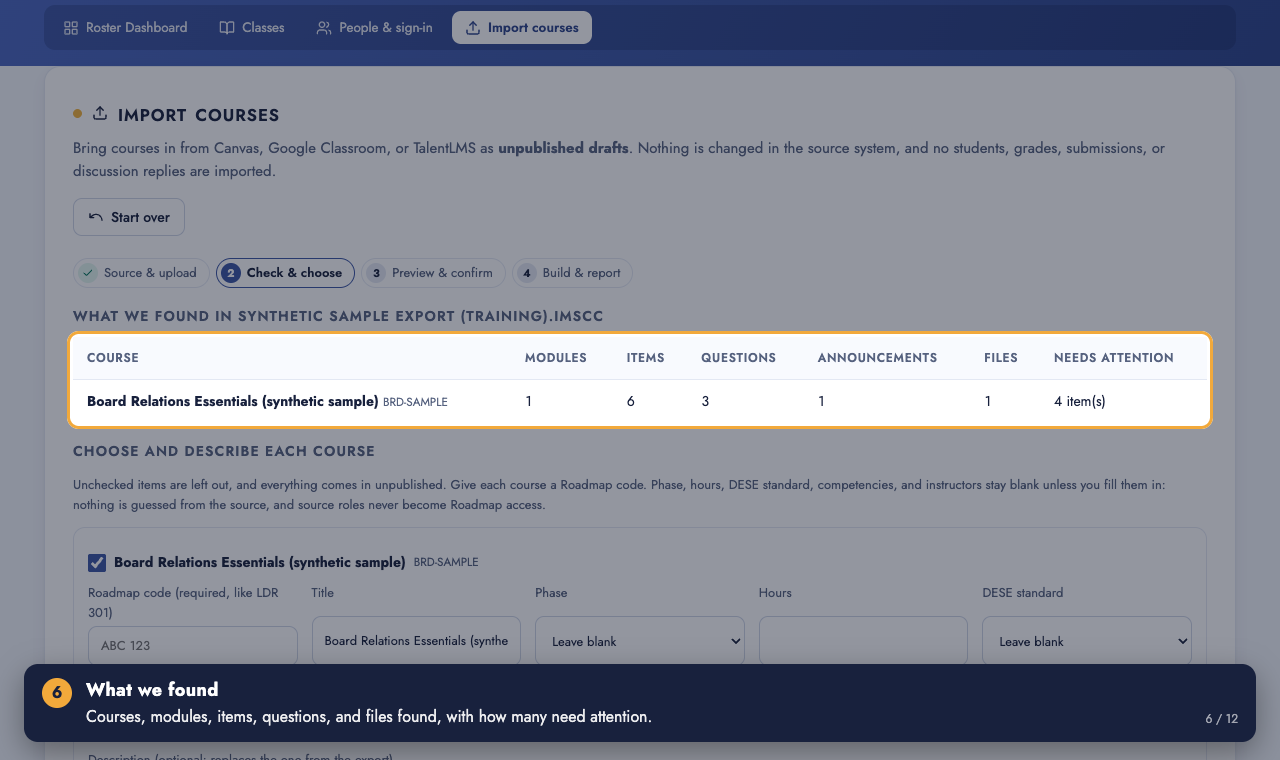 Roster Dashboard
Classes
People & sign-in
Import courses
IMPORT COURSES
Bring courses in from Canvas, Google Classroom, or TalentLMS as unpublished drafts. Nothing is changed in the source system, and no students, grades, submissions, or
discussion replies are imported.
Start over
Source & upload
2 Check & choose
3 Preview & confirm
4 Build & report
WHAT WE FOUND IN SYNTHETIC SAMPLE EXPORT (TRAINING).IMSCC
COURSE MODULES ITEMS QUESTIONS ANNOUNCEMENTS FILES NEEDS ATTENTION
Board Relations Essentials (synthetic sample) BRD-SAMPLE 1 6 3 1 1 4 item(s)
CHOOSE AND DESCRIBE EACH COURSE
Unchecked items are left out, and everything comes in unpublished. Give each course a Roadmap code. Phase, hours, DESE standard, competencies, and instructors stay blank unless you fill them in:
nothing is guessed from the source, and source roles never become Roadmap access.
Board Relations Essentials (synthetic sample) BRD-SAMPLE
Roadmap code (required, like LDR
301)
Title
Phase
Hours
DESE standard
ABC 123
Board Relations Essentials (synthe
Leave blank
Leave blank
6 What we found
Courses, modules, items, questions, and files found, with how many need attention.
6 / 12
Description (optional; replaces the one from the export)